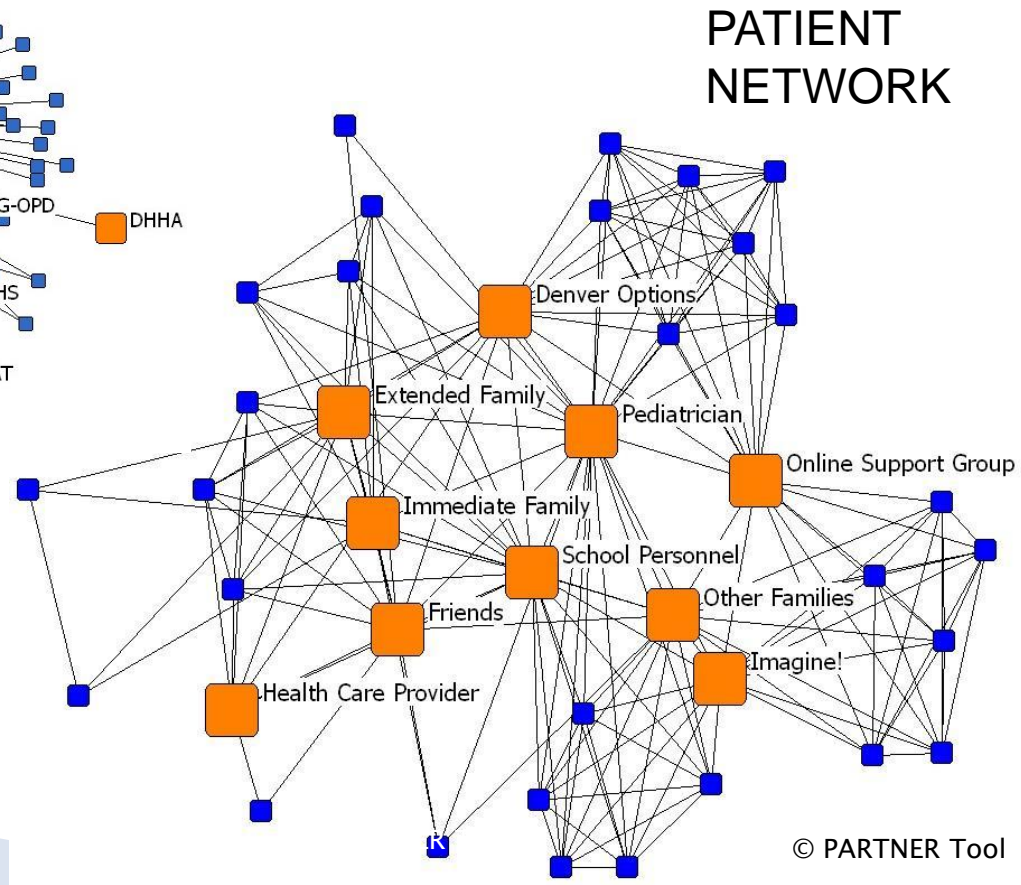 PATIENT
NETWORK
G-OPD
DHHA
HS
Denver Options
Extended Family
Pediatrician
Online Support Group
Immediate Family
School Personnel
Other Families
Friends
Imagine!
Health Care Provider
© PARTNER Tool